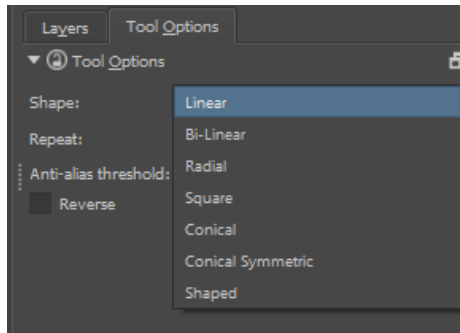 Layers Tool Options
Tool Options
Shape: Linear
Repeat: Bi-Linear
Radial
Anti-alias threshold:
Square
Reverse
Conical
Conical Symmetric
Shaped